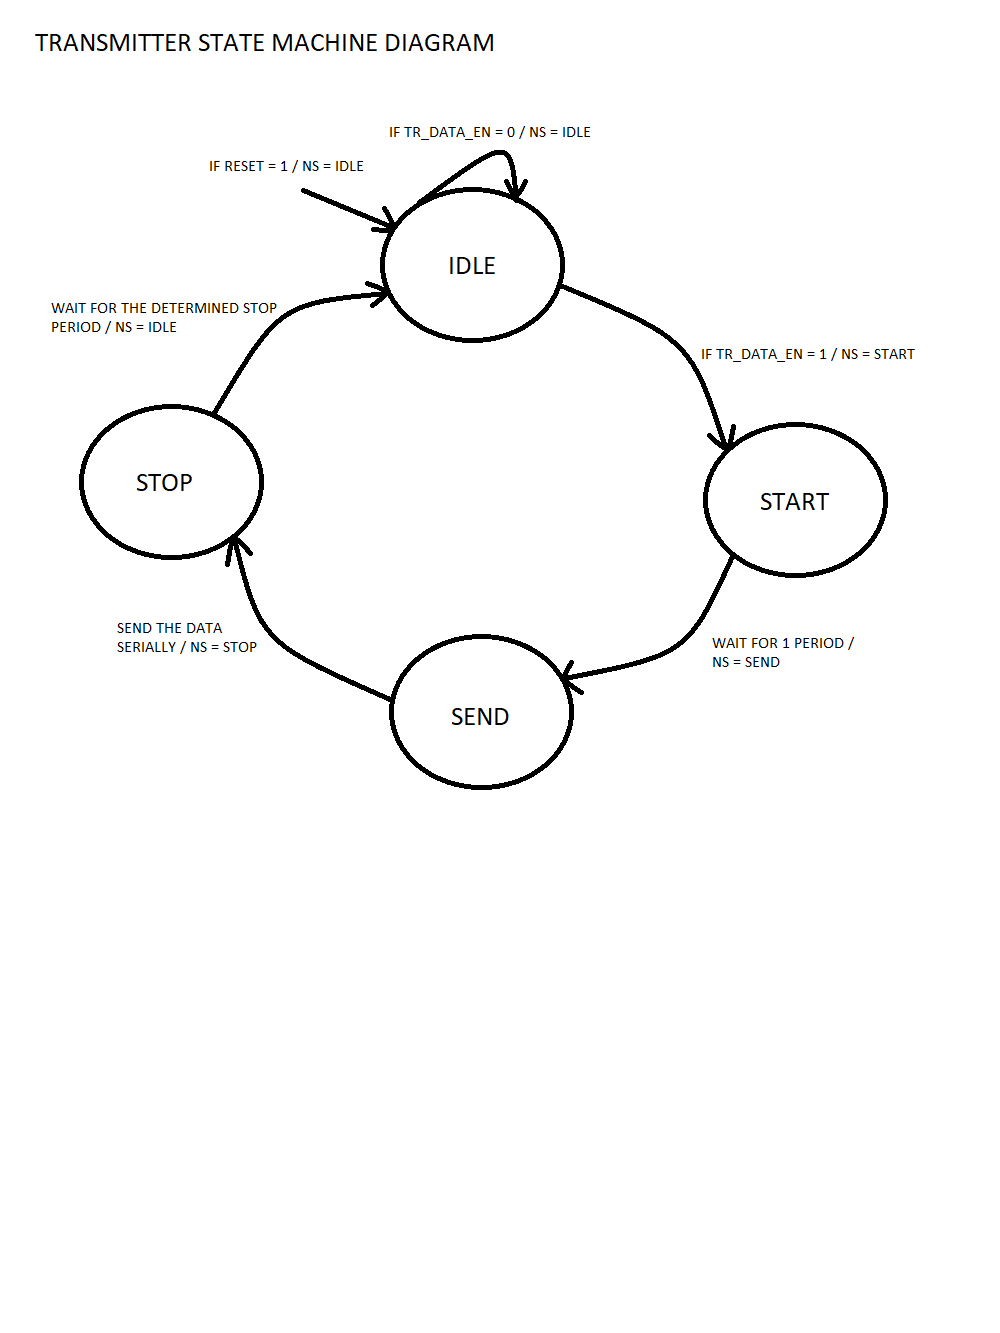 TRANSMITTER STATE MACHINE DIAGRAM
IF TR_DATA_EN = 0 / NS = IDLE
IF RESET = 1 / NS = IDLE
IDLE
WAIT FOR THE DETERMINED STOP
PERIOD / NS = IDLE
IF TR_DATA_EN = 1 / NS = START
STOP
START
SEND THE DATA
SERIALLY / NS = STOP
WAIT FOR 1 PERIOD /
NS = SEND
SEND